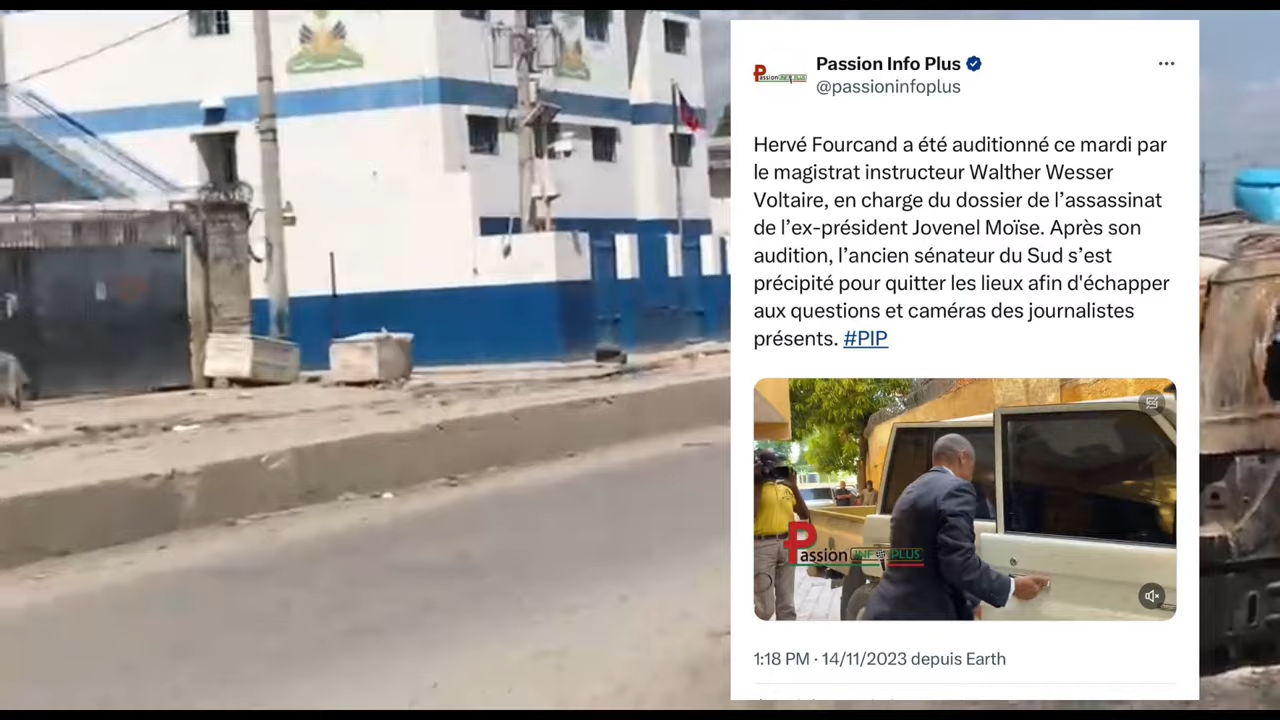 Passion Info Plus
@passioninfoplus
Passion INFO PLUS
Hervé Fourcand a été auditionné ce mardi par
le magistrat instructeur Walther Wesser
Voltaire, en charge du dossier de l’assassinat
de l’ex-président Jovenel Moïse. Après son
audition, l’ancien sénateur du Sud s’est
précipité pour quitter les lieux afin d'échapper
aux questions et caméras des journalistes
présents. #PIP
Passion INFO PLUS
1:18 PM · 14/11/2023 depuis Earth